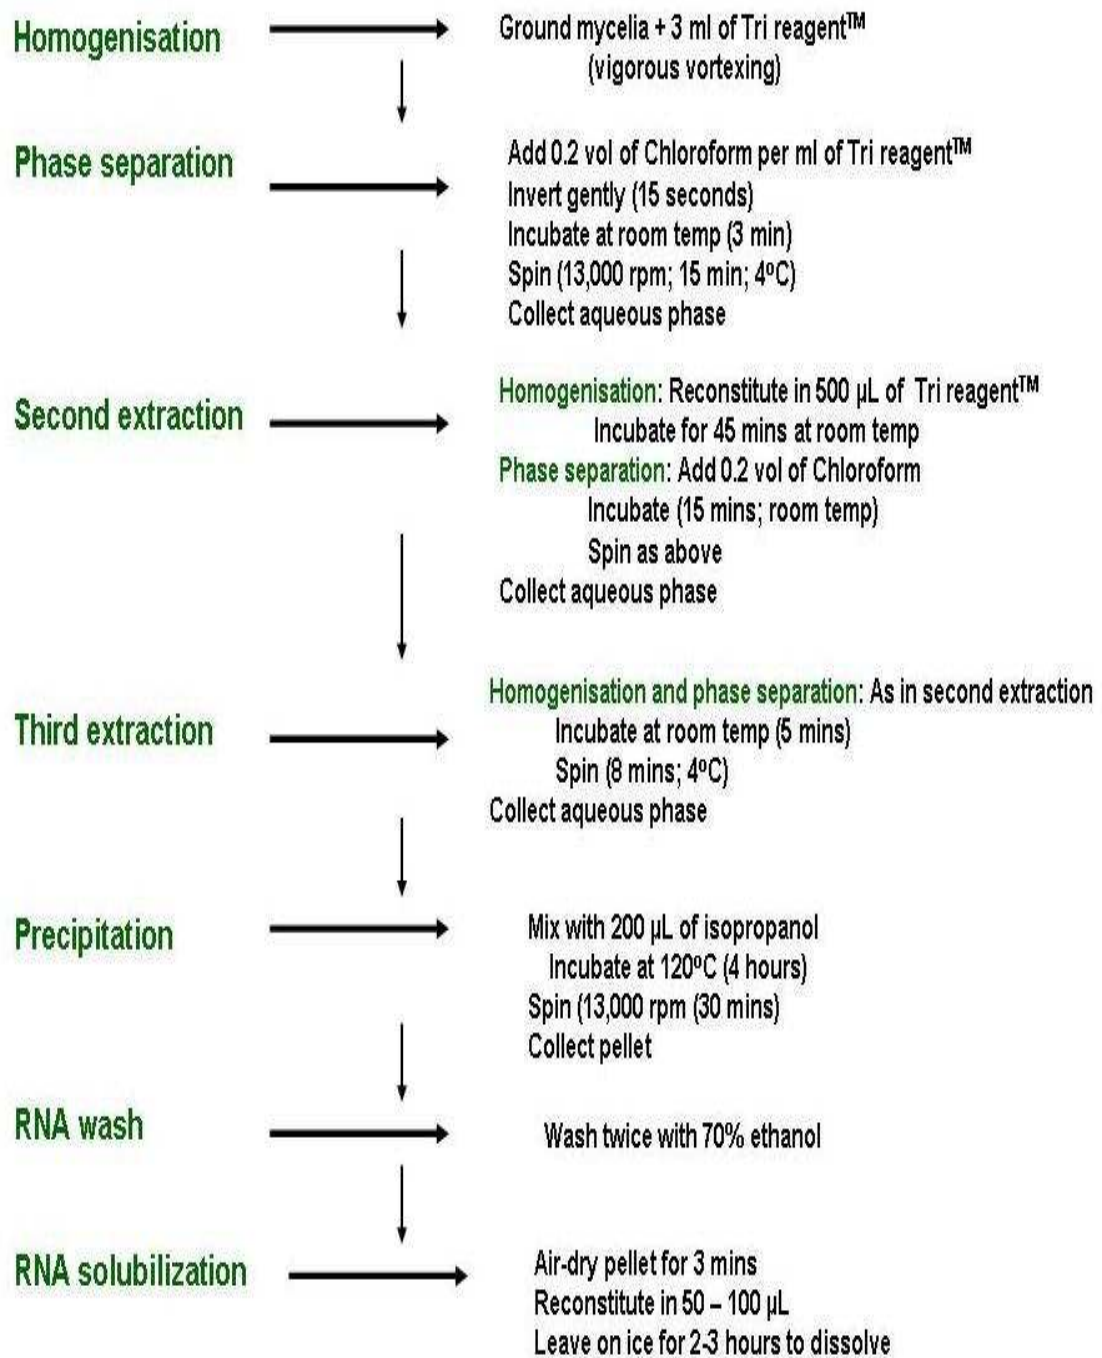 Homogenisation
Ground mycelia + 3 ml of Tri reagent™
(vigorous vortexing)
Phase separation
Add 0.2 vol of Chloroform per ml of Tri reagent™
Invert gently (15 seconds)
Incubate at room temp (3 min)
Spin (13,000 rpm; 15 min; 4ºC)
Collect aqueous phase
Second extraction
Homogenisation: Reconstitute in 500 µL of Tri reagent™
Incubate for 45 mins at room temp
Phase separation: Add 0.2 vol of Chloroform
Incubate (15 mins; room temp)
Spin as above
Collect aqueous phase
Third extraction
Homogenisation and phase separation: As in second extraction
Incubate at room temp (5 mins)
Spin (8 mins; 4ºC)
Collect aqueous phase
Precipitation
Mix with 200 µL of isopropanol
Incubate at 120ºC (4 hours)
Spin (13,000 rpm (30 mins)
Collect pellet
RNA wash
Wash twice with 70% ethanol
RNA solubilization
Air-dry pellet for 3 mins
Reconstitute in 50 – 100 µL
Leave on ice for 2-3 hours to dissolve